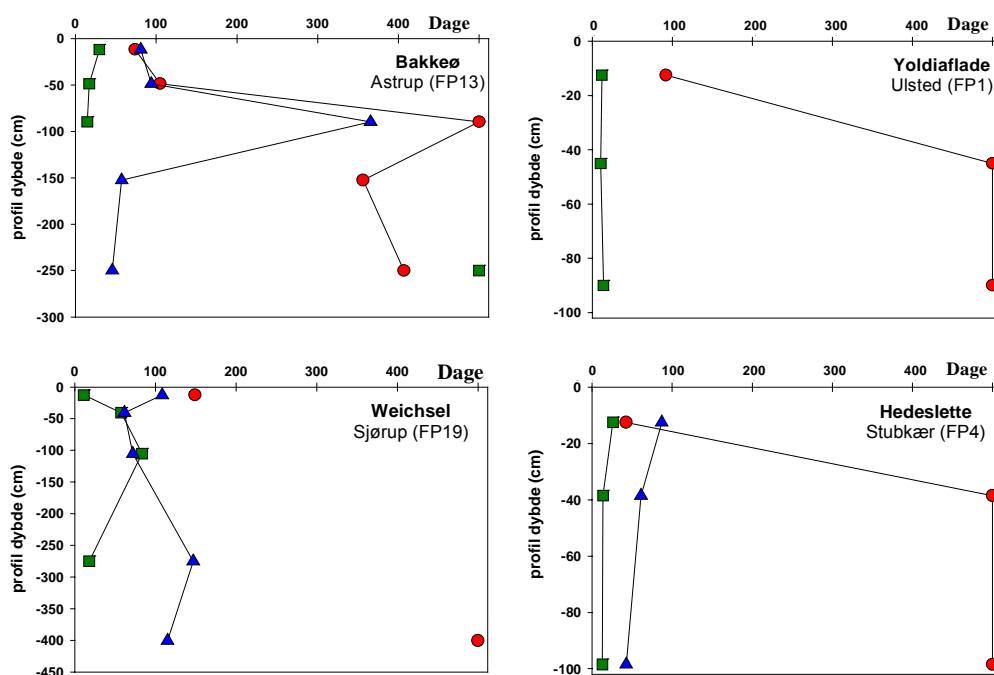 0 100 200 300 400 Dage
0
-50
-100
-150
-200
-250
-300
profil dybde (cm)
Bakkeø
Astrup (FP13)
0 100 200 300 400 Dage
0
-20
-40
-60
-80
-100
profil dybde (cm)
Yoldiaflade
Ulsted (FP1)
0 100 200 300 400 Dage
0
-50
-100
-150
-200
-250
-300
-350
-400
-450
profil dybde (cm)
Weichsel
Sjørup (FP19)
0 100 200 300 400 Dage
0
-20
-40
-60
-80
-100
profil dybde (cm)
Hedeslette
Stubkær (FP4)